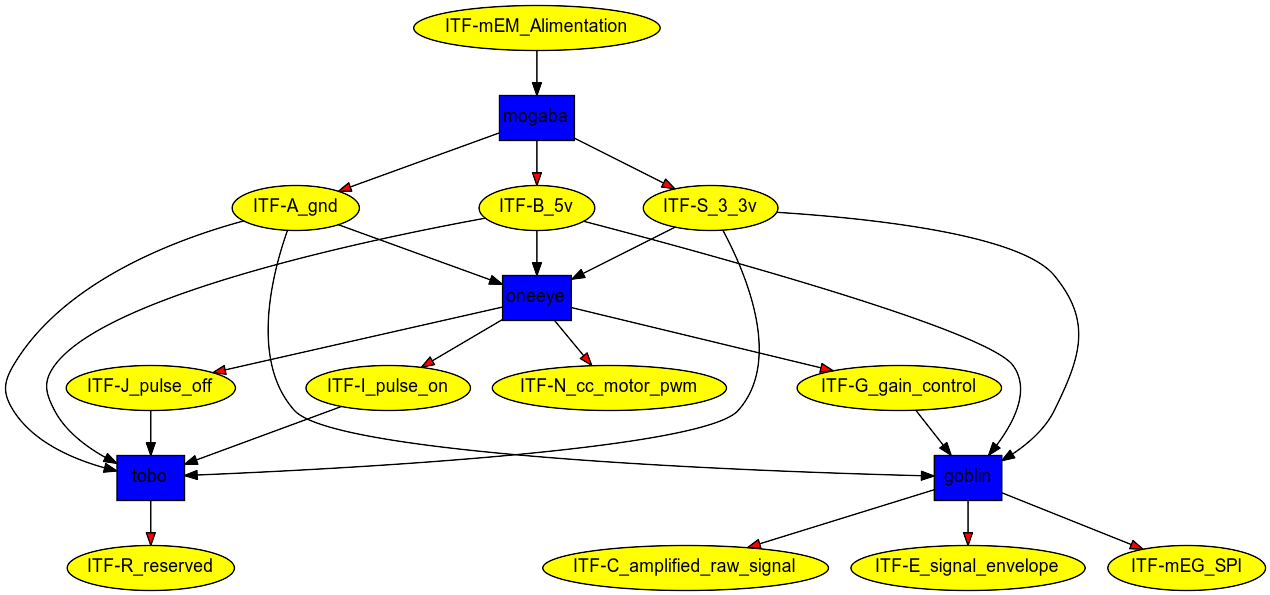 ITF-mEM_Alimentation
mogaba
ITF-A_gnd
ITF-B_5v
ITF-S_3_3v
oneeye
ITF-J_pulse_off
ITF-I_pulse_on
ITF-N_cc_motor_pwm
ITF-G_gain_control
tobo
goblin
ITF-R_reserved
ITF-C_amplified_raw_signal
ITF-E_signal_envelope
ITF-mEG_SPI